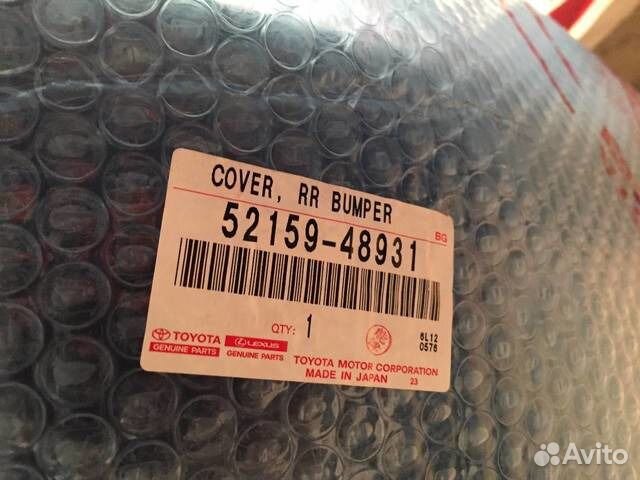 COVER, RR BUMPER
BG
52159-48931
QTY: 1
6L12
0576
TOYOTA
GENUINE PARTS
LEXUS
GENUINE PARTS
TOYOTA MOTOR CORPORATION
MADE IN JAPAN 23
Avito